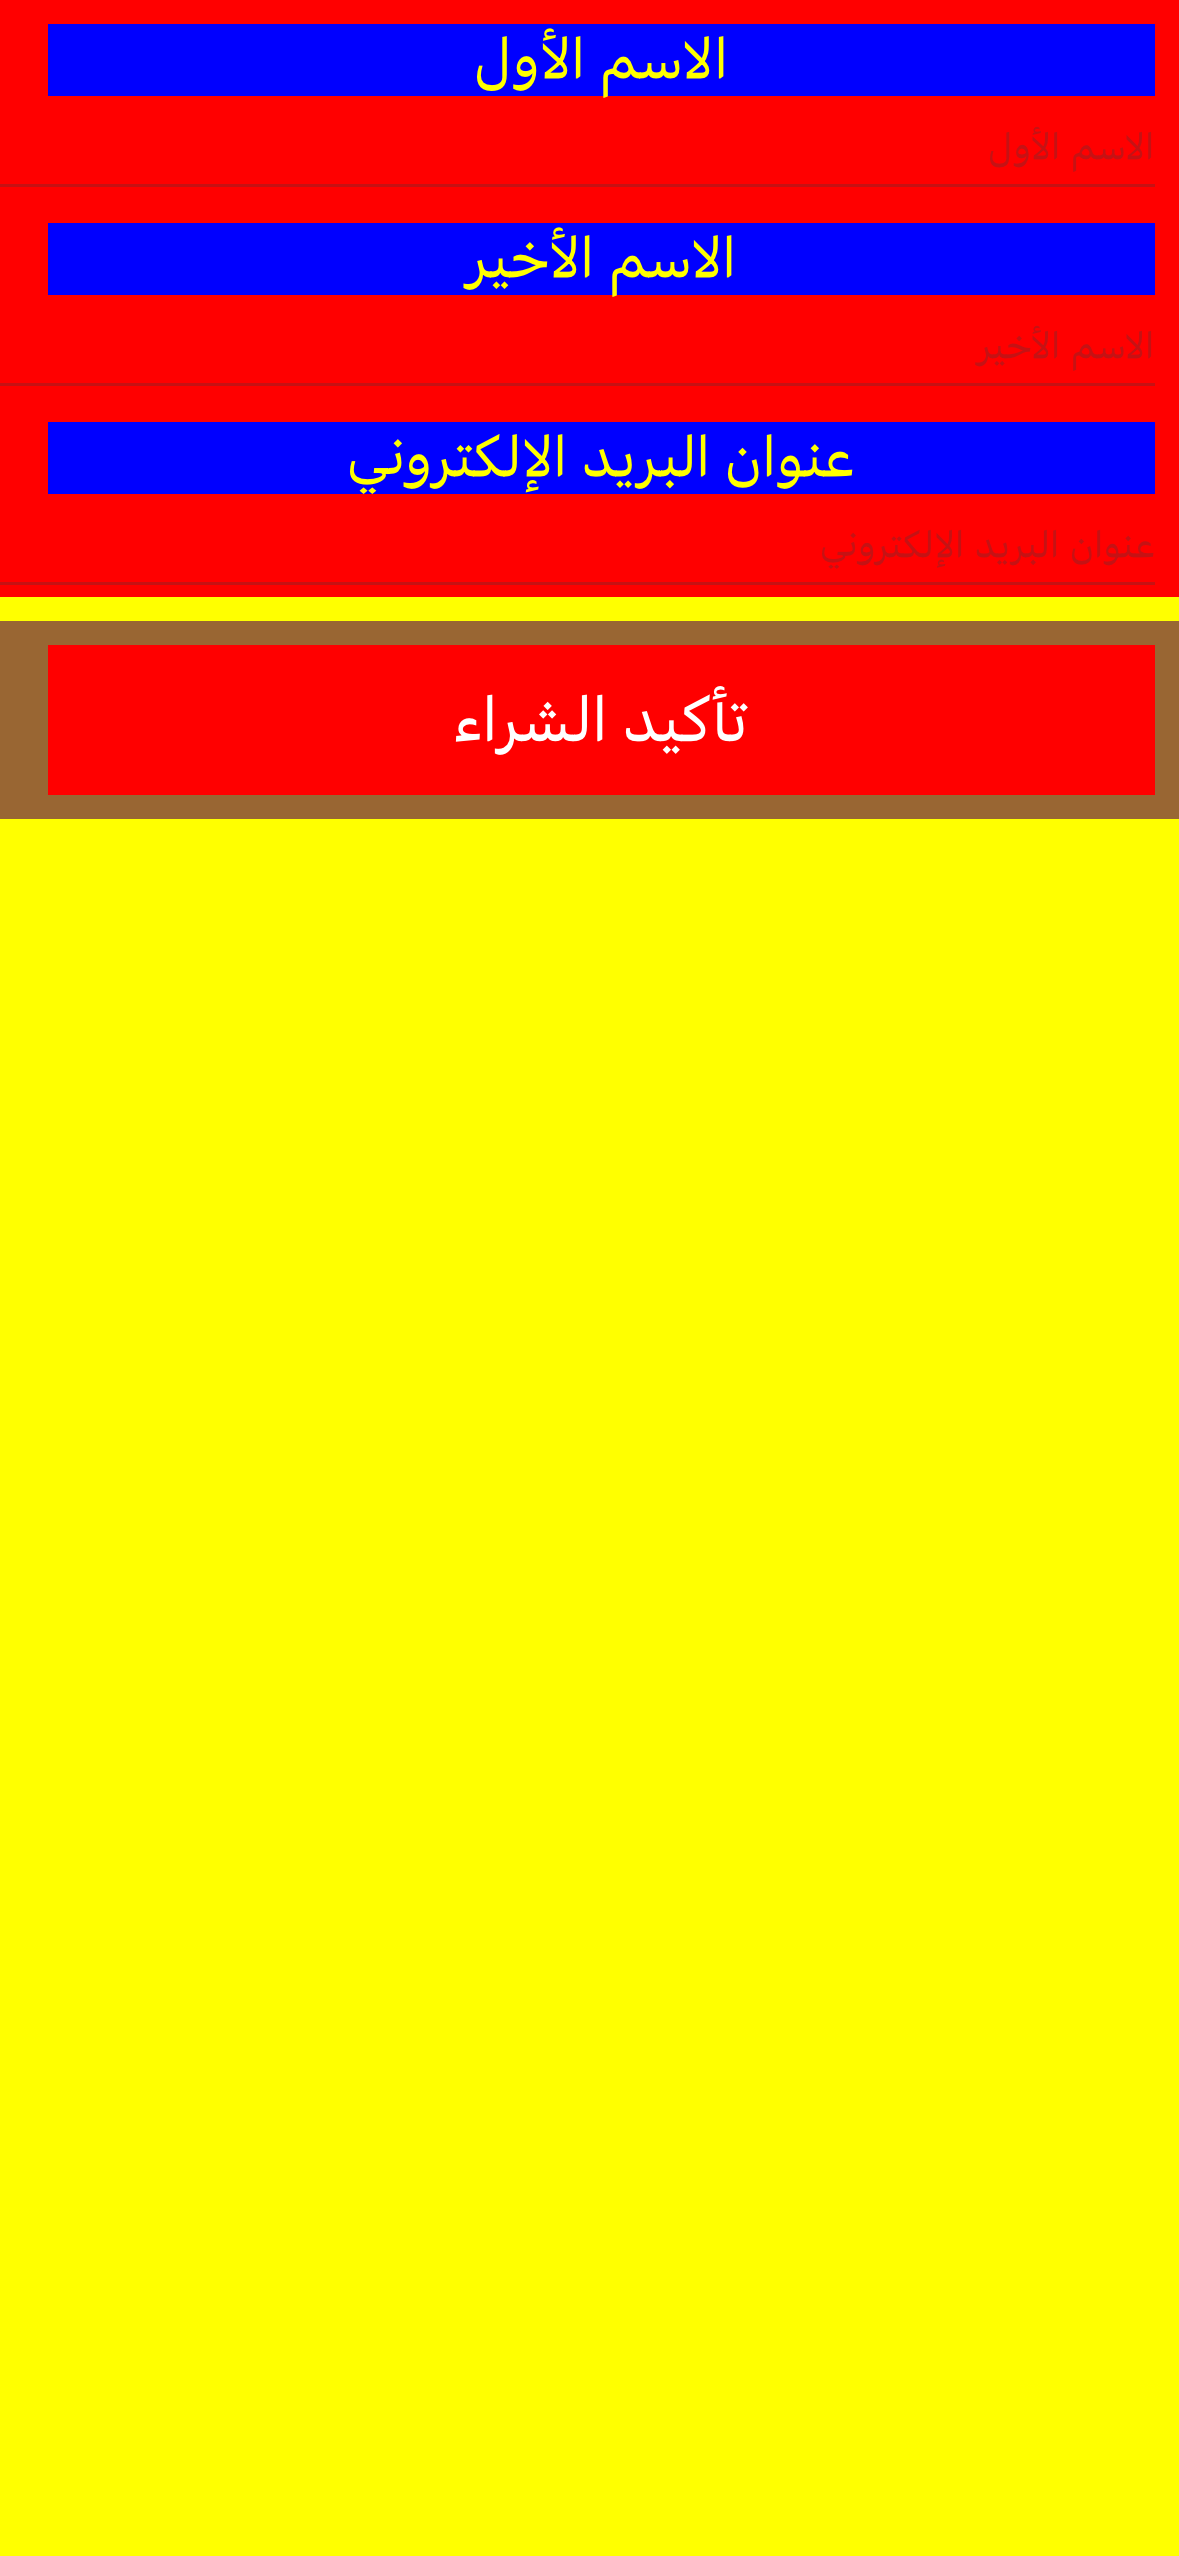 الاسم الأول
الاسم الأول
الاسم الأخير
الاسم الأخير
عنوان البريد الإلكتروني
عنوان البريد الإلكتروني
تأكيد الشراء